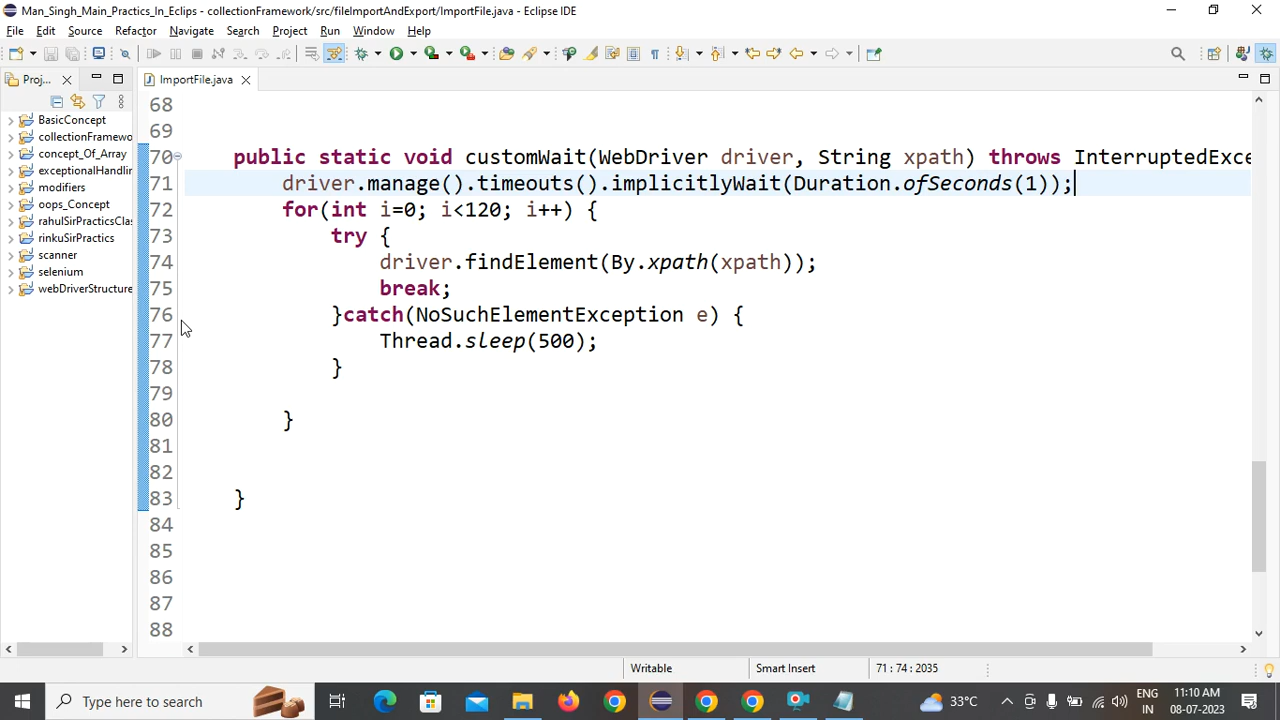 Man_Singh_Main_Practics_In_Eclips - collectionFramework/src/fileImportAndExport/ImportFile.java - Eclipse IDE
File Edit Source Refactor Navigate Search Project Run Window Help
Proj...
ImportFile.java
BasicConcept
collectionFramewo
concept_Of_Array
exceptionalHandlin
modifiers
oops_Concept
rahulSirPracticsClas
rinkuSirPractics
scanner
selenium
webDriverStructure
68
69
70 public static void customWait(WebDriver driver, String xpath) throws InterruptedExce
71 driver.manage().timeouts().implicitlyWait(Duration.ofSeconds(1));
72 for(int i=0; i<120; i++) {
73 try {
74 driver.findElement(By.xpath(xpath));
75 break;
76 }catch(NoSuchElementException e) {
77 Thread.sleep(500);
78 }
79
80 }
81
82
83 }
84
85
86
87
88
Writable Smart Insert 71 : 74 : 2035
Type here to search
33°C
ENG
IN
11:10 AM
08-07-2023